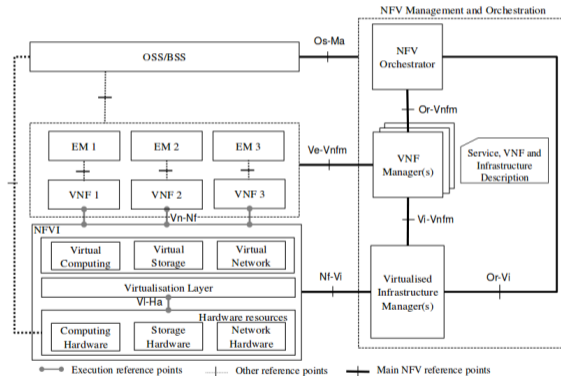 NFV Management and Orchestration
Os-Ma
OSS/BSS
NFV
Orchestrator
Or-Vnfm
EM 1
EM 2
EM 3
Ve-Vnfm
VNF
Manager(s)
Service, VNF and
Infrastructure
Description
VNF 1
VNF 2
VNF 3
Vn-Nf
Vi-Vnfm
NFVI
Virtual
Computing
Virtual
Storage
Virtual
Network
Virtualisation Layer
Nf-Vi
Virtualised
Infrastructure
Manager(s)
Or-Vi
Vl-Ha
Hardware resources
Computing
Hardware
Storage
Hardware
Network
Hardware
Execution reference points
Other reference points
Main NFV reference points